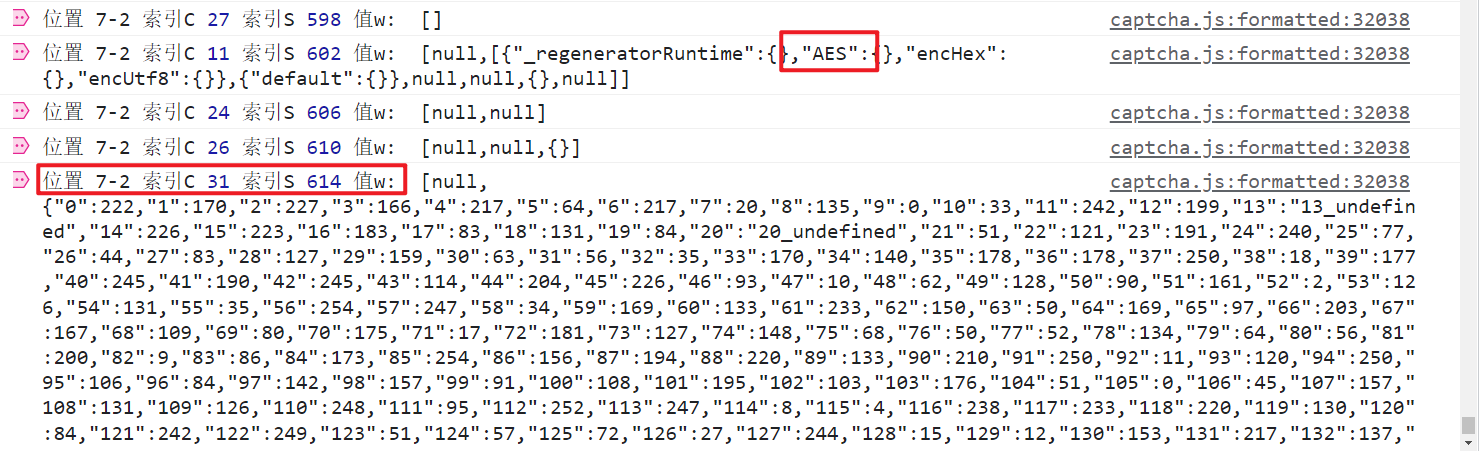 位置 7-2 索引C 27 索引S 598 值w:  [] captcha.js:formatted:32038
位置 7-2 索引C 11 索引S 602 值w:  [null,[{"_regeneratorRuntime":{},"AES":{},"encHex": captcha.js:formatted:32038
{},"encUtf8":{}},{"default":{}},null,null,{},null]]
位置 7-2 索引C 24 索引S 606 值w:  [null,null] captcha.js:formatted:32038
位置 7-2 索引C 26 索引S 610 值w:  [null,null,{}] captcha.js:formatted:32038
位置 7-2 索引C 31 索引S 614 值w:  [null, captcha.js:formatted:32038
{"0":222,"1":170,"2":227,"3":166,"4":217,"5":64,"6":217,"7":20,"8":135,"9":0,"10":33,"11":242,"12":199,"13":"13_undefin
ed","14":226,"15":223,"16":183,"17":83,"18":131,"19":84,"20":"20_undefined","21":51,"22":121,"23":191,"24":240,"25":77,
"26":44,"27":83,"28":127,"29":159,"30":63,"31":56,"32":35,"33":170,"34":140,"35":178,"36":178,"37":250,"38":18,"39":177
,"40":245,"41":190,"42":245,"43":114,"44":204,"45":226,"46":93,"47":10,"48":62,"49":128,"50":90,"51":161,"52":2,"53":12
6,"54":131,"55":35,"56":254,"57":247,"58":34,"59":169,"60":133,"61":233,"62":150,"63":50,"64":169,"65":97,"66":203,"67"
:167,"68":109,"69":80,"70":175,"71":17,"72":181,"73":127,"74":148,"75":68,"76":50,"77":52,"78":134,"79":64,"80":56,"81"
:200,"82":9,"83":86,"84":173,"85":254,"86":156,"87":194,"88":220,"89":133,"90":210,"91":250,"92":11,"93":120,"94":250,"
95":106,"96":84,"97":142,"98":157,"99":91,"100":108,"101":195,"102":103,"103":176,"104":51,"105":0,"106":45,"107":157,"
108":131,"109":126,"110":248,"111":95,"112":252,"113":247,"114":8,"115":4,"116":238,"117":233,"118":220,"119":130,"120"
:84,"121":242,"122":249,"123":51,"124":57,"125":72,"126":27,"127":244,"128":15,"129":12,"130":153,"131":217,"132":137,"